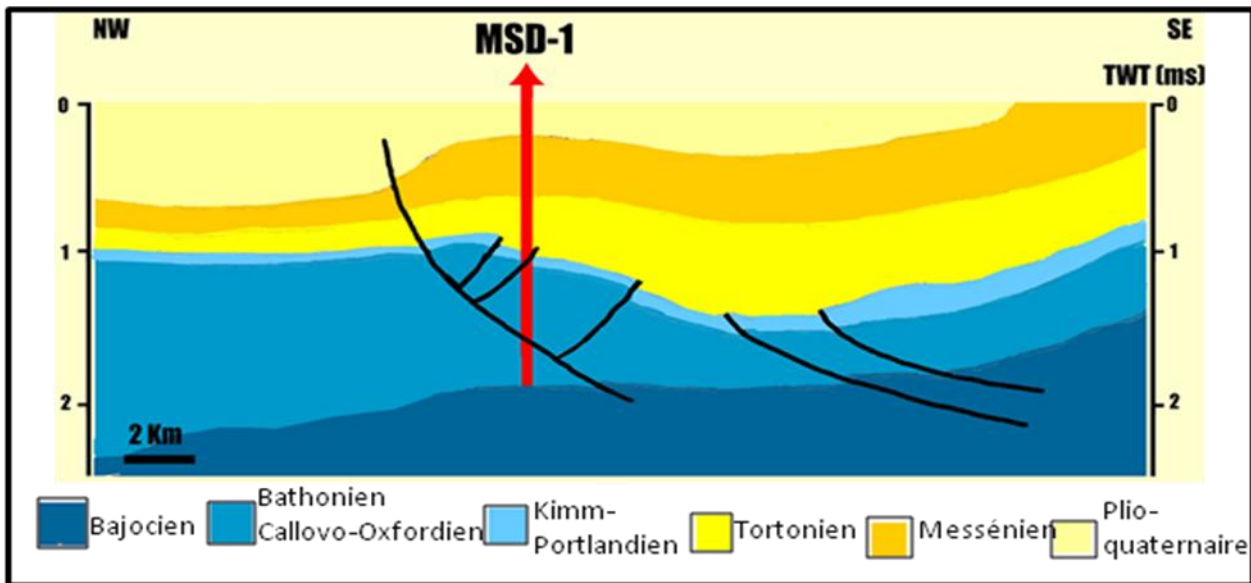 NW
MSD-1
SE
TWT (ms)
0
0
1
1
2
2
2 Km
Bajocien
Bathonien
Callovo-Oxfordien
Kimm-
Portlandien
Tortonien
Messénien
Plio-
quaternaire